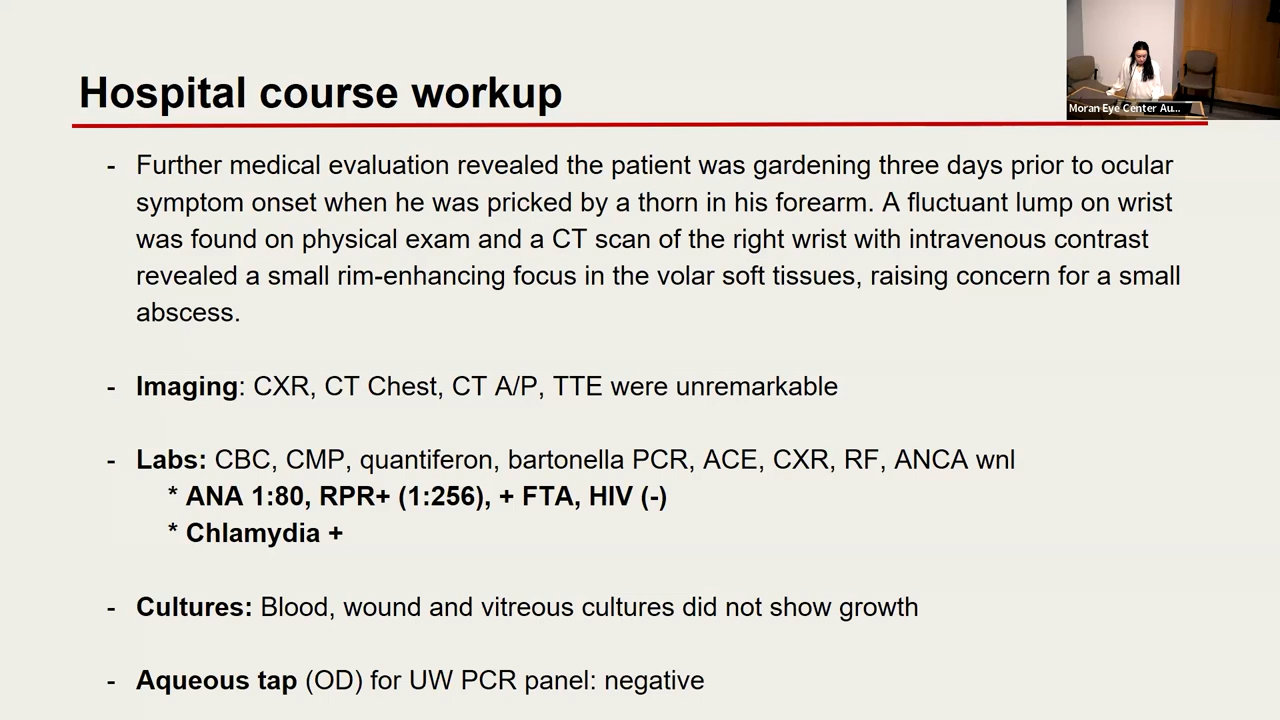 Hospital course workup
Moran Eye Center Au...
- Further medical evaluation revealed the patient was gardening three days prior to ocular
symptom onset when he was pricked by a thorn in his forearm. A fluctuant lump on wrist
was found on physical exam and a CT scan of the right wrist with intravenous contrast
revealed a small rim-enhancing focus in the volar soft tissues, raising concern for a small
abscess.
- Imaging: CXR, CT Chest, CT A/P, TTE were unremarkable
- Labs: CBC, CMP, quantiferon, bartonella PCR, ACE, CXR, RF, ANCA wnl
* ANA 1:80, RPR+ (1:256), + FTA, HIV (-)
* Chlamydia +
- Cultures: Blood, wound and vitreous cultures did not show growth
- Aqueous tap (OD) for UW PCR panel: negative